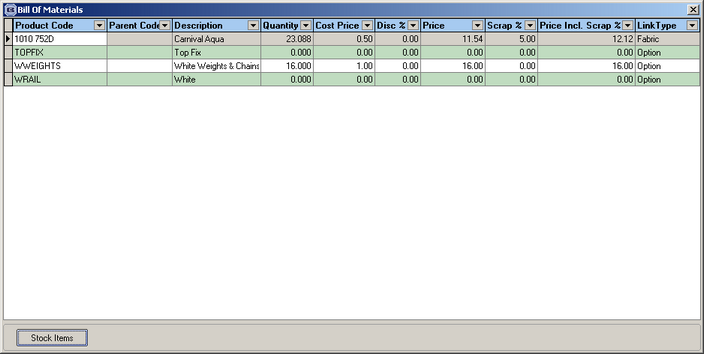 Bill Of Materials
Product Code Parent Code Description Quantity Cost Price Disc % Price Scrap % Price Incl. Scrap % LinkType
1010 752D Carnival Aqua 23.088 0.50 0.00 11.54 5.00 12.12 Fabric
TOPFIX Top Fix 0.000 0.00 0.00 0.00 0.00 0.00 Option
WWEIGHTS White Weights & Chains 16.000 1.00 0.00 16.00 0.00 16.00 Option
WRAIL White 0.000 0.00 0.00 0.00 0.00 0.00 Option
Stock Items